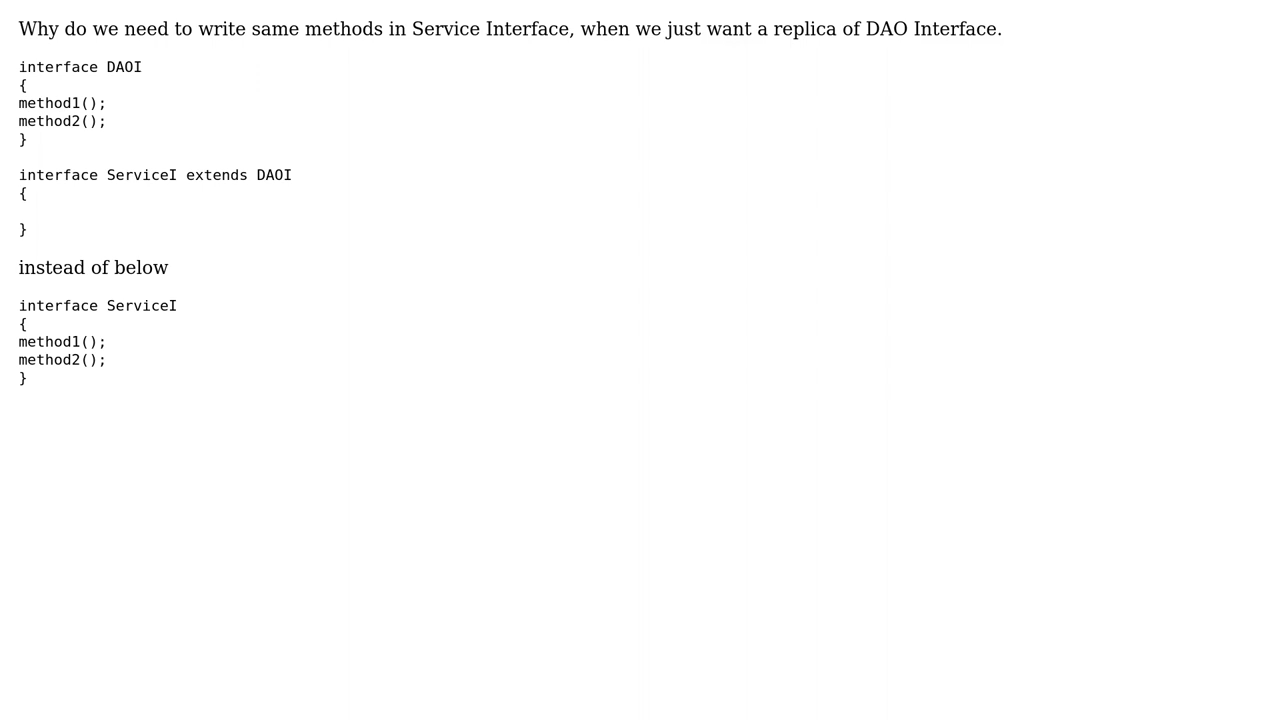 Why do we need to write same methods in Service Interface, when we just want a replica of DAO Interface.
interface DAOI
{
method1();
method2();
}
interface ServiceI extends DAOI
{
}
instead of below
interface ServiceI
{
method1();
method2();
}